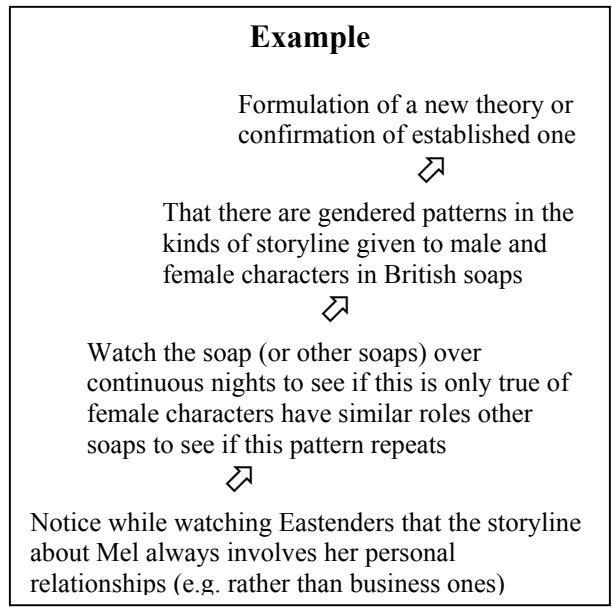 Example
Formulation of a new theory or
confirmation of established one
That there are gendered patterns in the
kinds of storyline given to male and
female characters in British soaps
Watch the soap (or other soaps) over
continuous nights to see if this is only true of
female characters have similar roles other
soaps to see if this pattern repeats
Notice while watching Eastenders that the storyline
about Mel always involves her personal
relationships (e.g. rather than business ones)